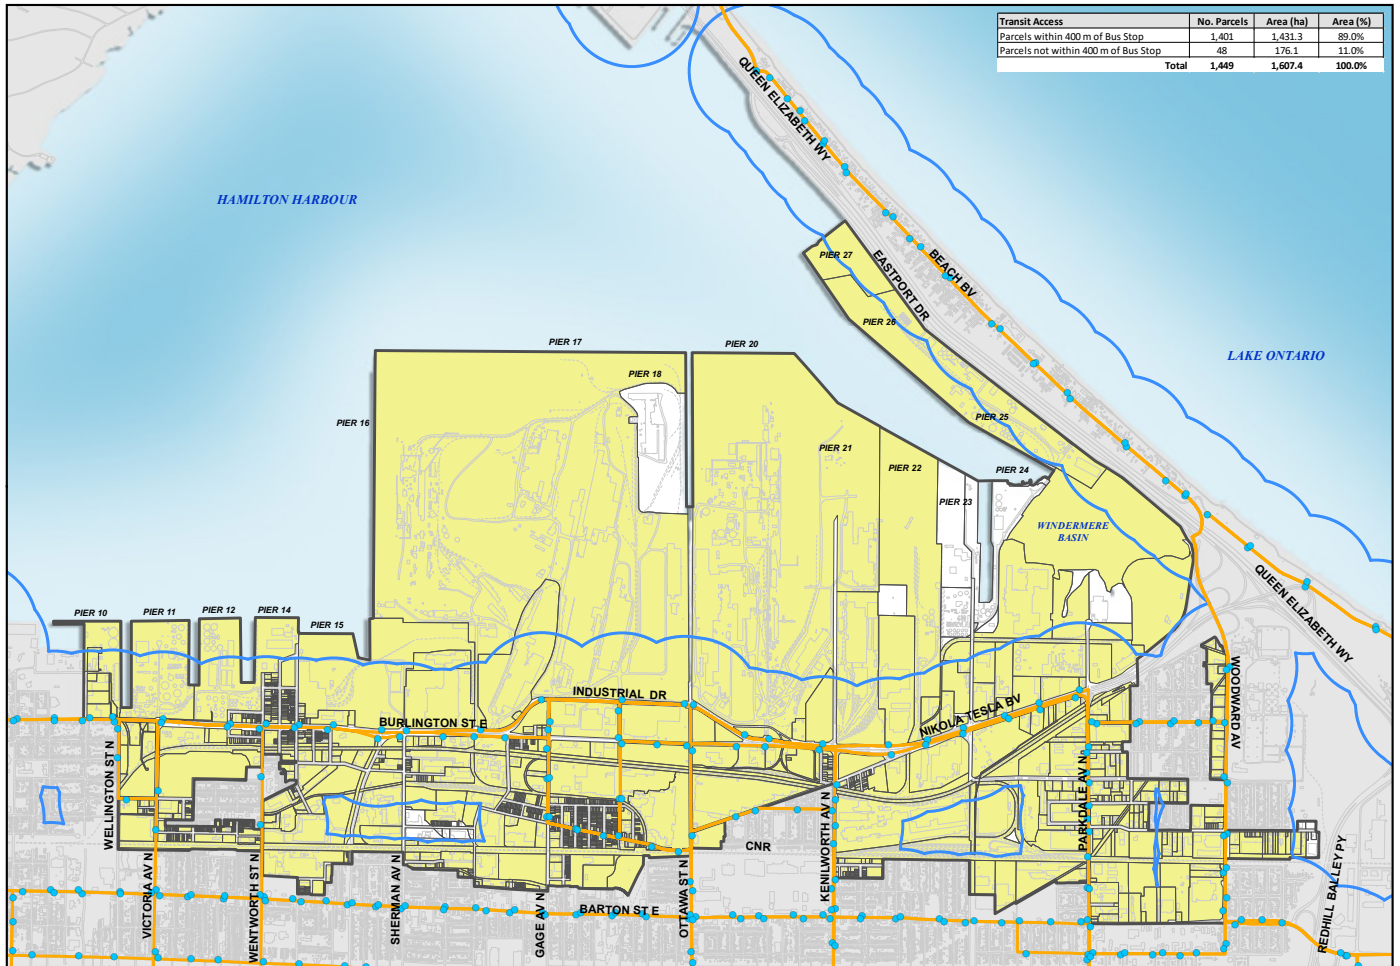 Transit Access No. Parcels Area (ha) Area (%)
Parcels within 400 m of Bus Stop 1,401 1,431.3 89.0%
Parcels not within 400 m of Bus Stop 48 176.1 11.0%
Total 1,449 1,607.4 100.0%
QUEEN ELIZABETH WY
HAMILTON HARBOUR
PIER 27
EASTPORT DR
BEACH BV
PIER 26
PIER 17
PIER 20
LAKE ONTARIO
PIER 18
PIER 16
PIER 25
PIER 21
PIER 22
PIER 24
PIER 23
WINDERMERE
BASIN
QUEEN ELIZABETH WY
PIER 10
PIER 11
PIER 12
PIER 14
PIER 15
INDUSTRIAL DR
BURLINGTON ST E
NIKOLA TESLA BV
WOODWARD AV
WELLINGTON ST N
PARKDALE AV N
KENILWORTH AV N
CNR
VICTORIA AV N
WENTWORTH ST N
SHERMAN AV N
GAGE AV N
OTTAWA ST N
BARTON ST E
REDHILL BALLEY PY